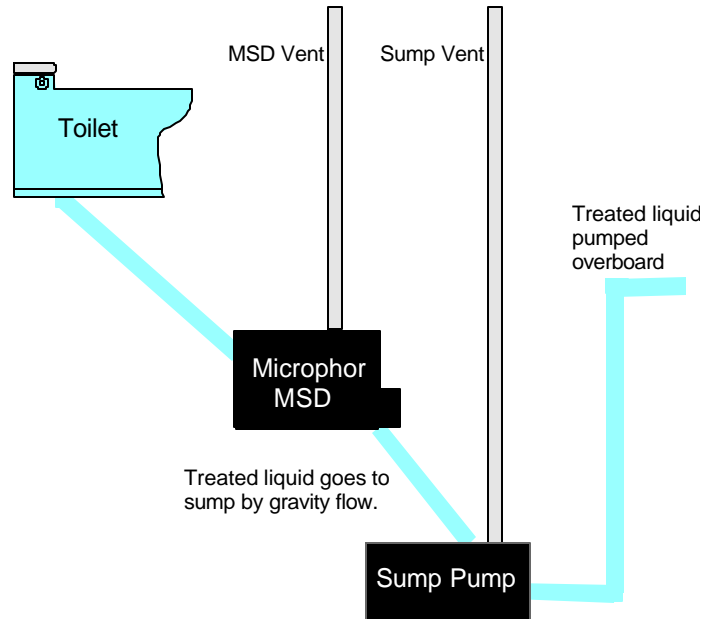 MSD Vent
Sump Vent
Toilet
Treated liquid
pumped
overboard
Microphor
MSD
Treated liquid goes to
sump by gravity flow.
Sump Pump